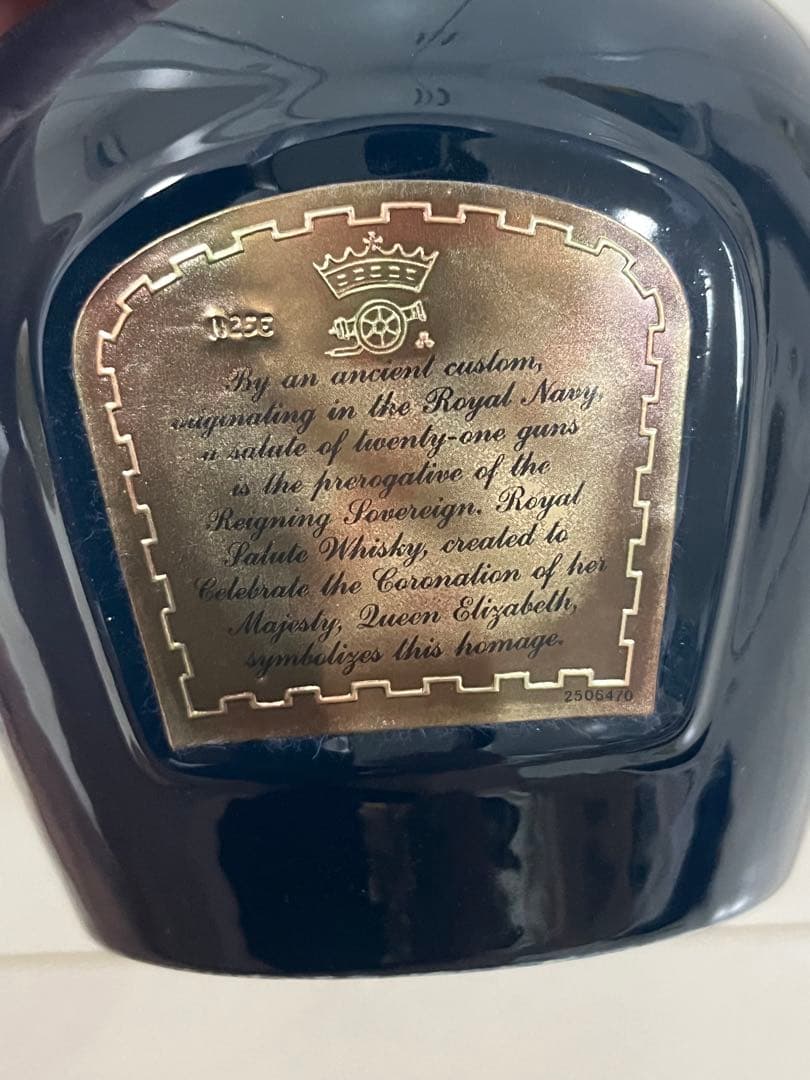 By an ancient custom,
originating in the Royal Navy,
a salute of twenty-one guns
is the prerogative of the
Reigning Sovereign. Royal
Salute Whisky, created to
Celebrate the Coronation of her
Majesty, Queen Elizabeth,
symbolizes this homage.
2506470